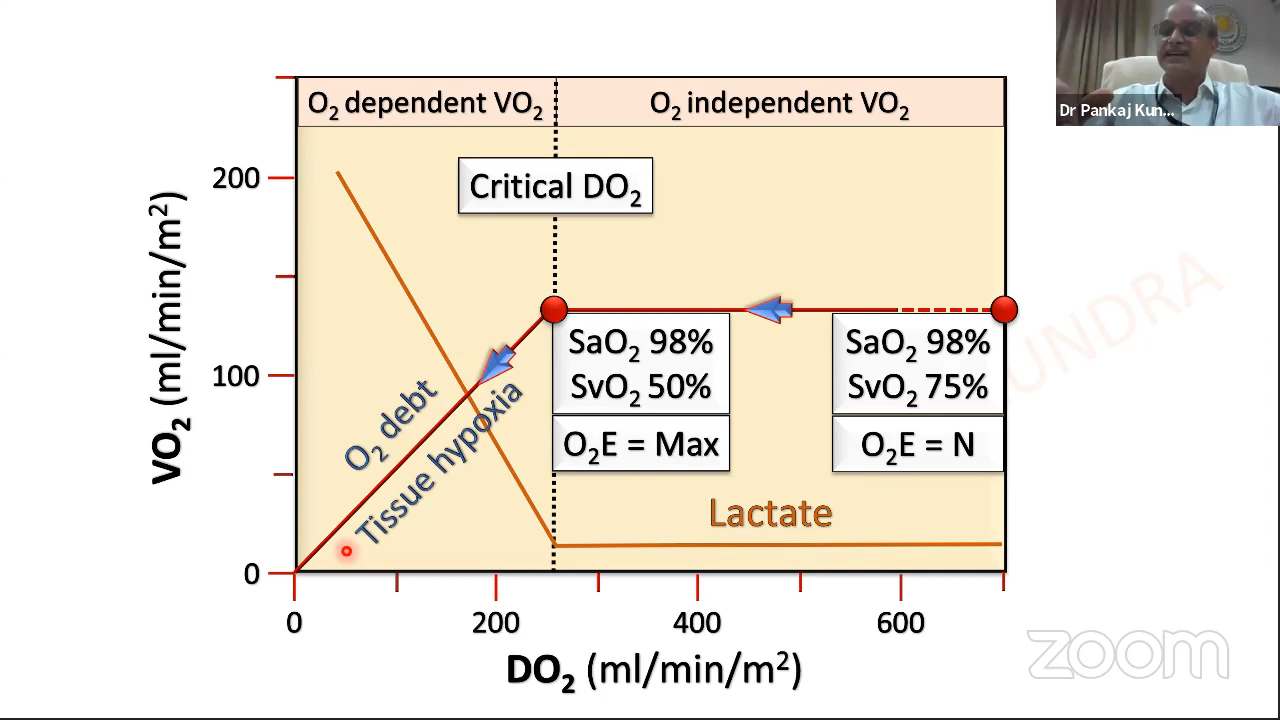 Dr Pankaj Kun...
O₂ dependent VO₂
O₂ independent VO₂
Critical DO₂
200
100
0
VO₂ (ml/min/m²)
SaO₂ 98%
SvO₂ 50%
O₂E = Max
SaO₂ 98%
SvO₂ 75%
O₂E = N
O₂ debt
Tissue hypoxia
Lactate
0
200
400
600
DO₂ (ml/min/m²)
KUNDRA
zoom